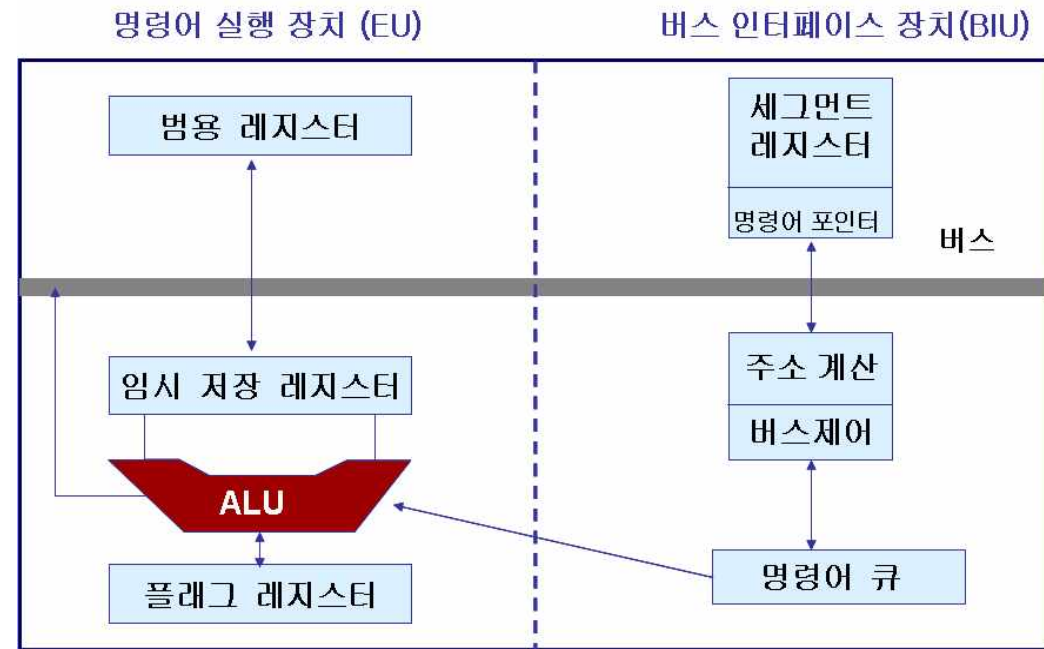 명령어 실행 장치 (EU)
버스 인터페이스 장치(BIU)
범용 레지스터
세그먼트
레지스터
명령어 포인터
버스
임시 저장 레지스터
주소 계산
버스제어
ALU
플래그 레지스터
명령어 큐